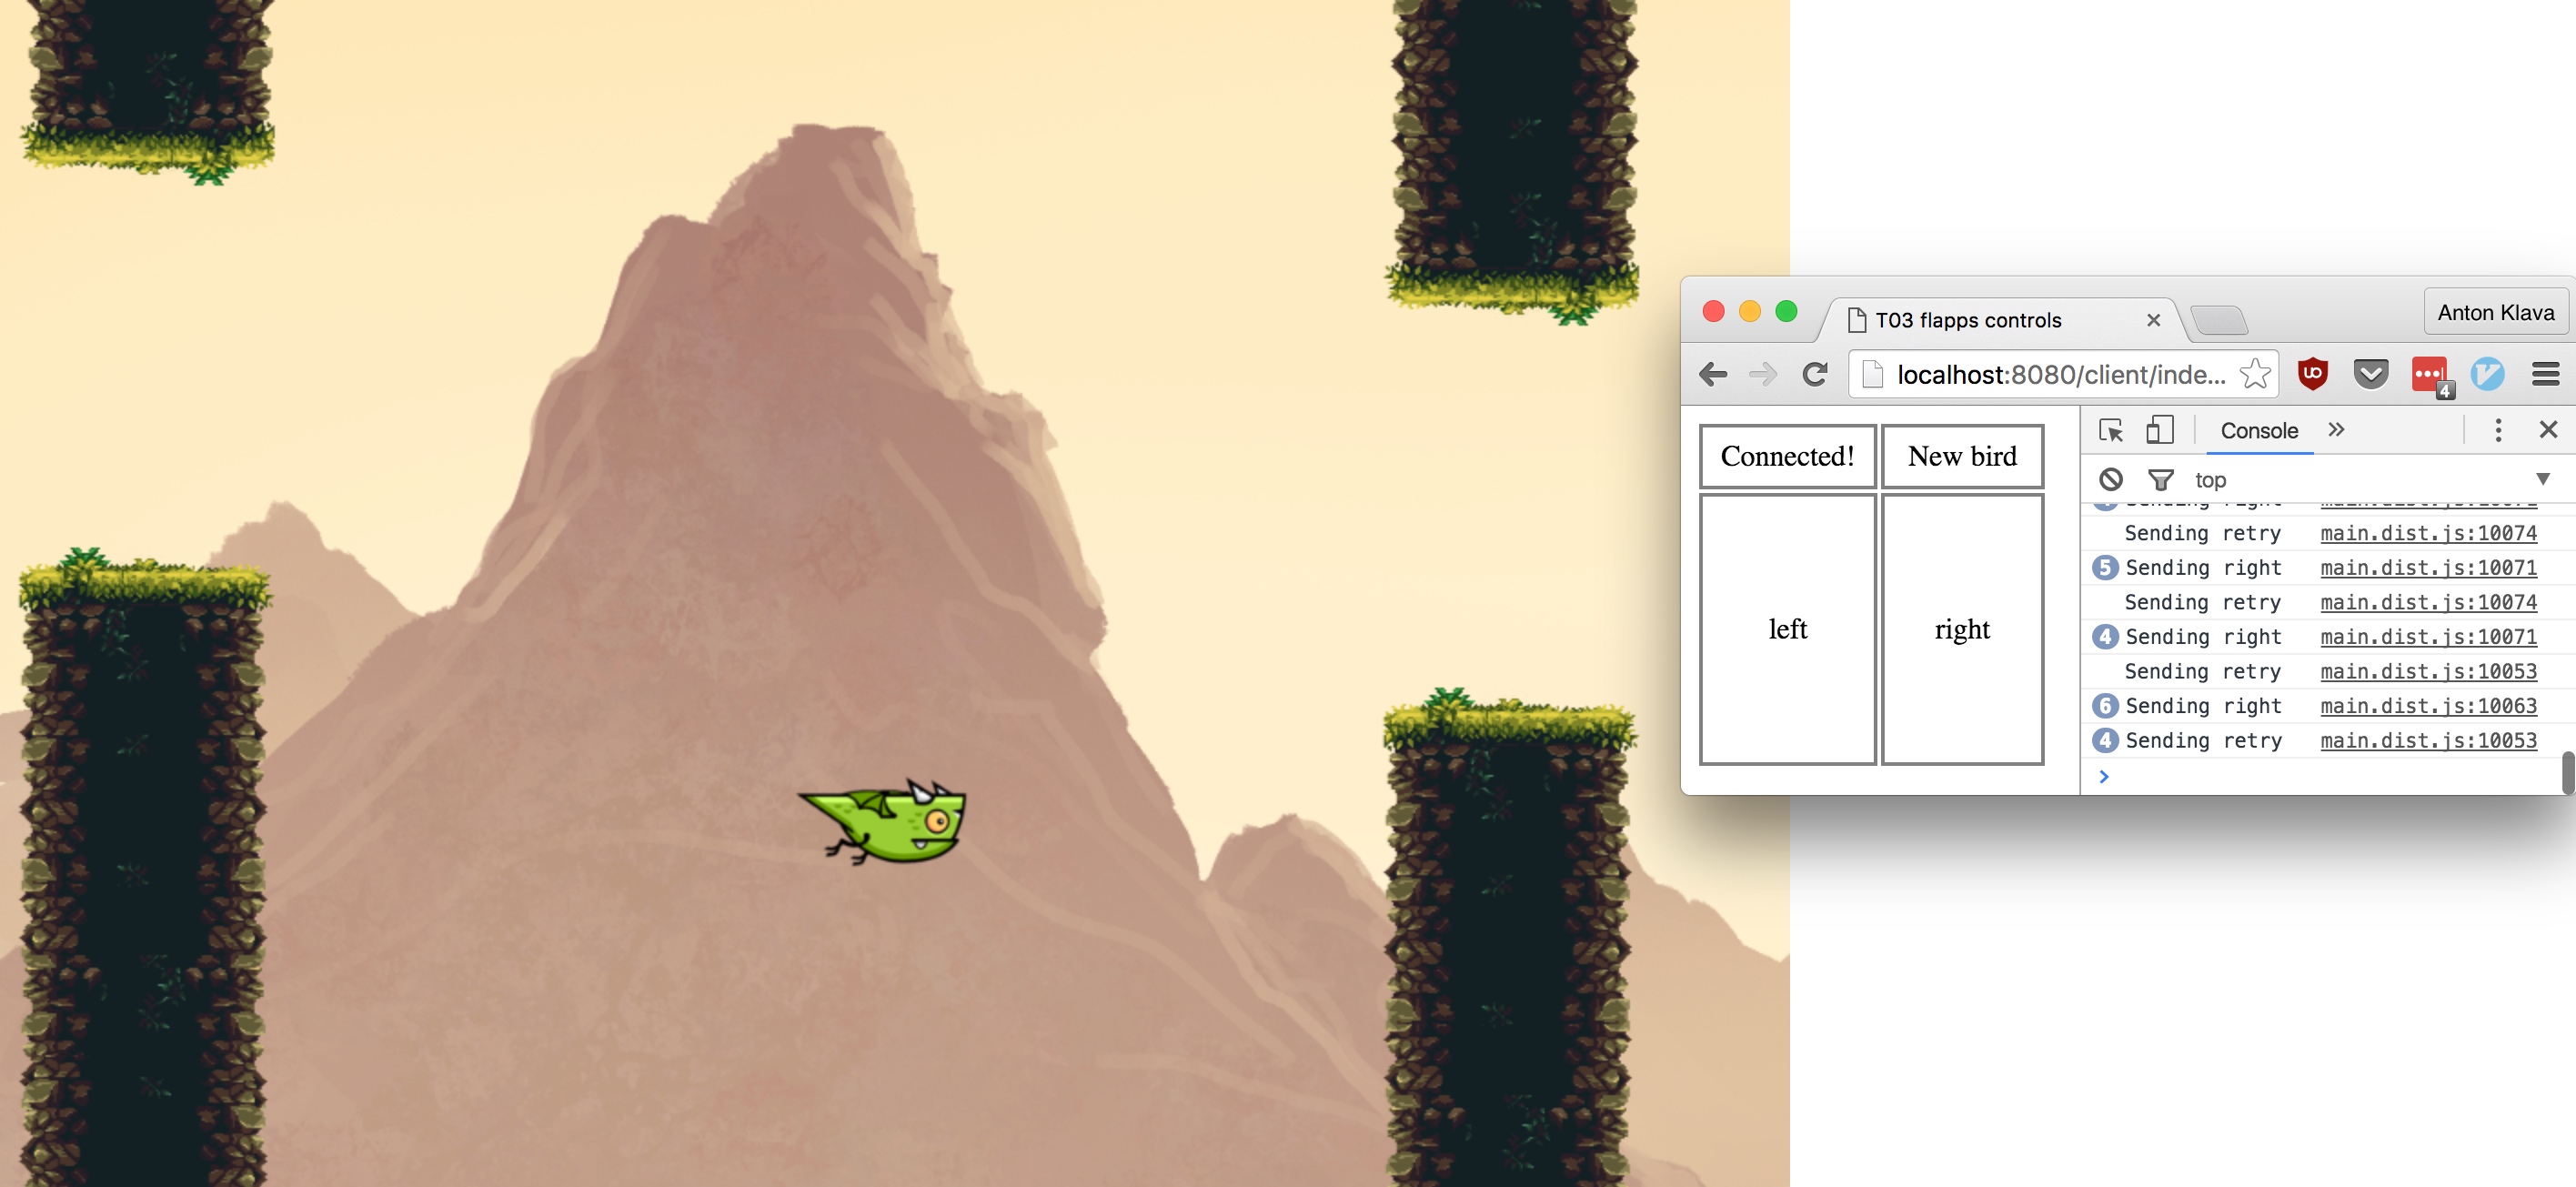 T03 flapps controls
Anton Klava
localhost:8080/client/inde...
4
Connected!
New bird
left
right
Console
top
Sending retry main.dist.js:10074
5 Sending right main.dist.js:10071
Sending retry main.dist.js:10074
4 Sending right main.dist.js:10071
Sending retry main.dist.js:10053
6 Sending right main.dist.js:10063
4 Sending retry main.dist.js:10053